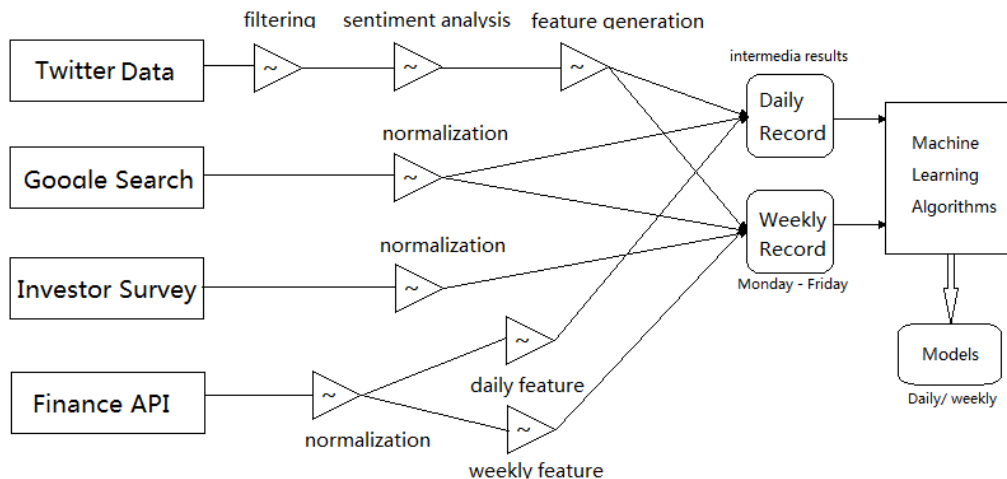 filtering
sentiment analysis
feature generation
Twitter Data
~
~
~
intermedia results
Daily
Record
normalization
Google Search
~
Machine
Learning
Algorithms
Weekly
Record
Monday - Friday
normalization
Investor Survey
~
~
daily feature
Models
Daily/ weekly
Finance API
~
normalization
~
weekly feature